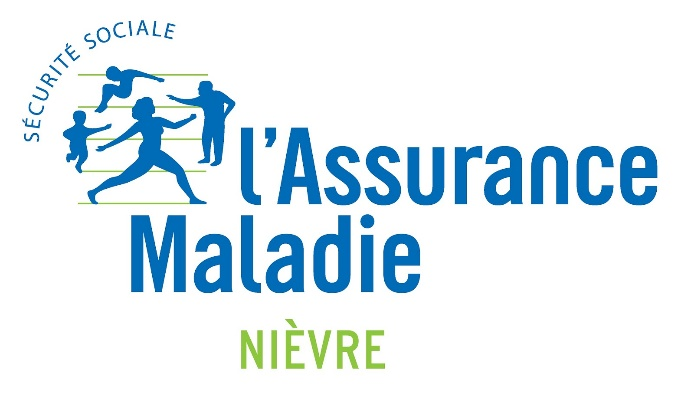 SÉCURITÉ SOCIALE
l'Assurance
Maladie
NIÈVRE